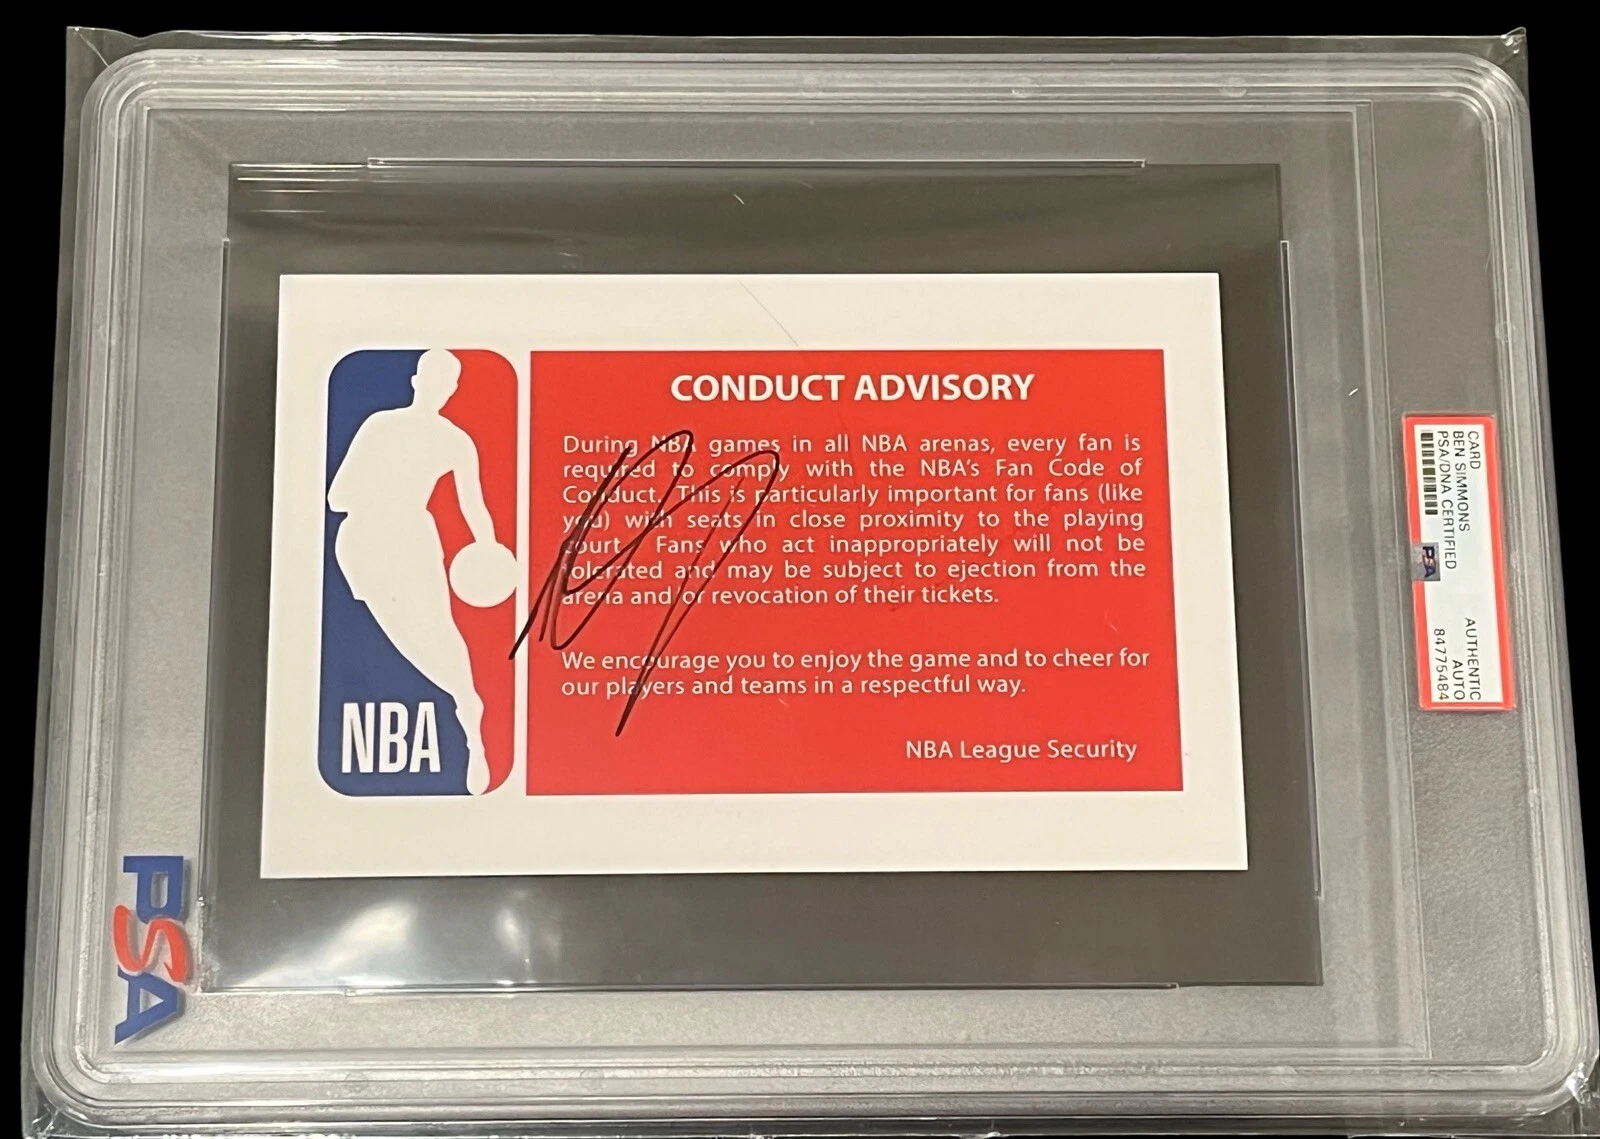 CONDUCT ADVISORY
During NBA games in all NBA arenas, every fan is
required to comply with the NBA's Fan Code of
Conduct. This is particularly important for fans (like
you) with seats in close proximity to the playing
court. Fans who act inappropriately will not be
tolerated and may be subject to ejection from the
arena and/or revocation of their tickets.
We encourage you to enjoy the game and to cheer for
our players and teams in a respectful way.
NBA League Security
NBA
PSA
CARD
BEN SIMMONS
PSA/DNA CERTIFIED
PSA
AUTHENTIC
AUTO
84775484